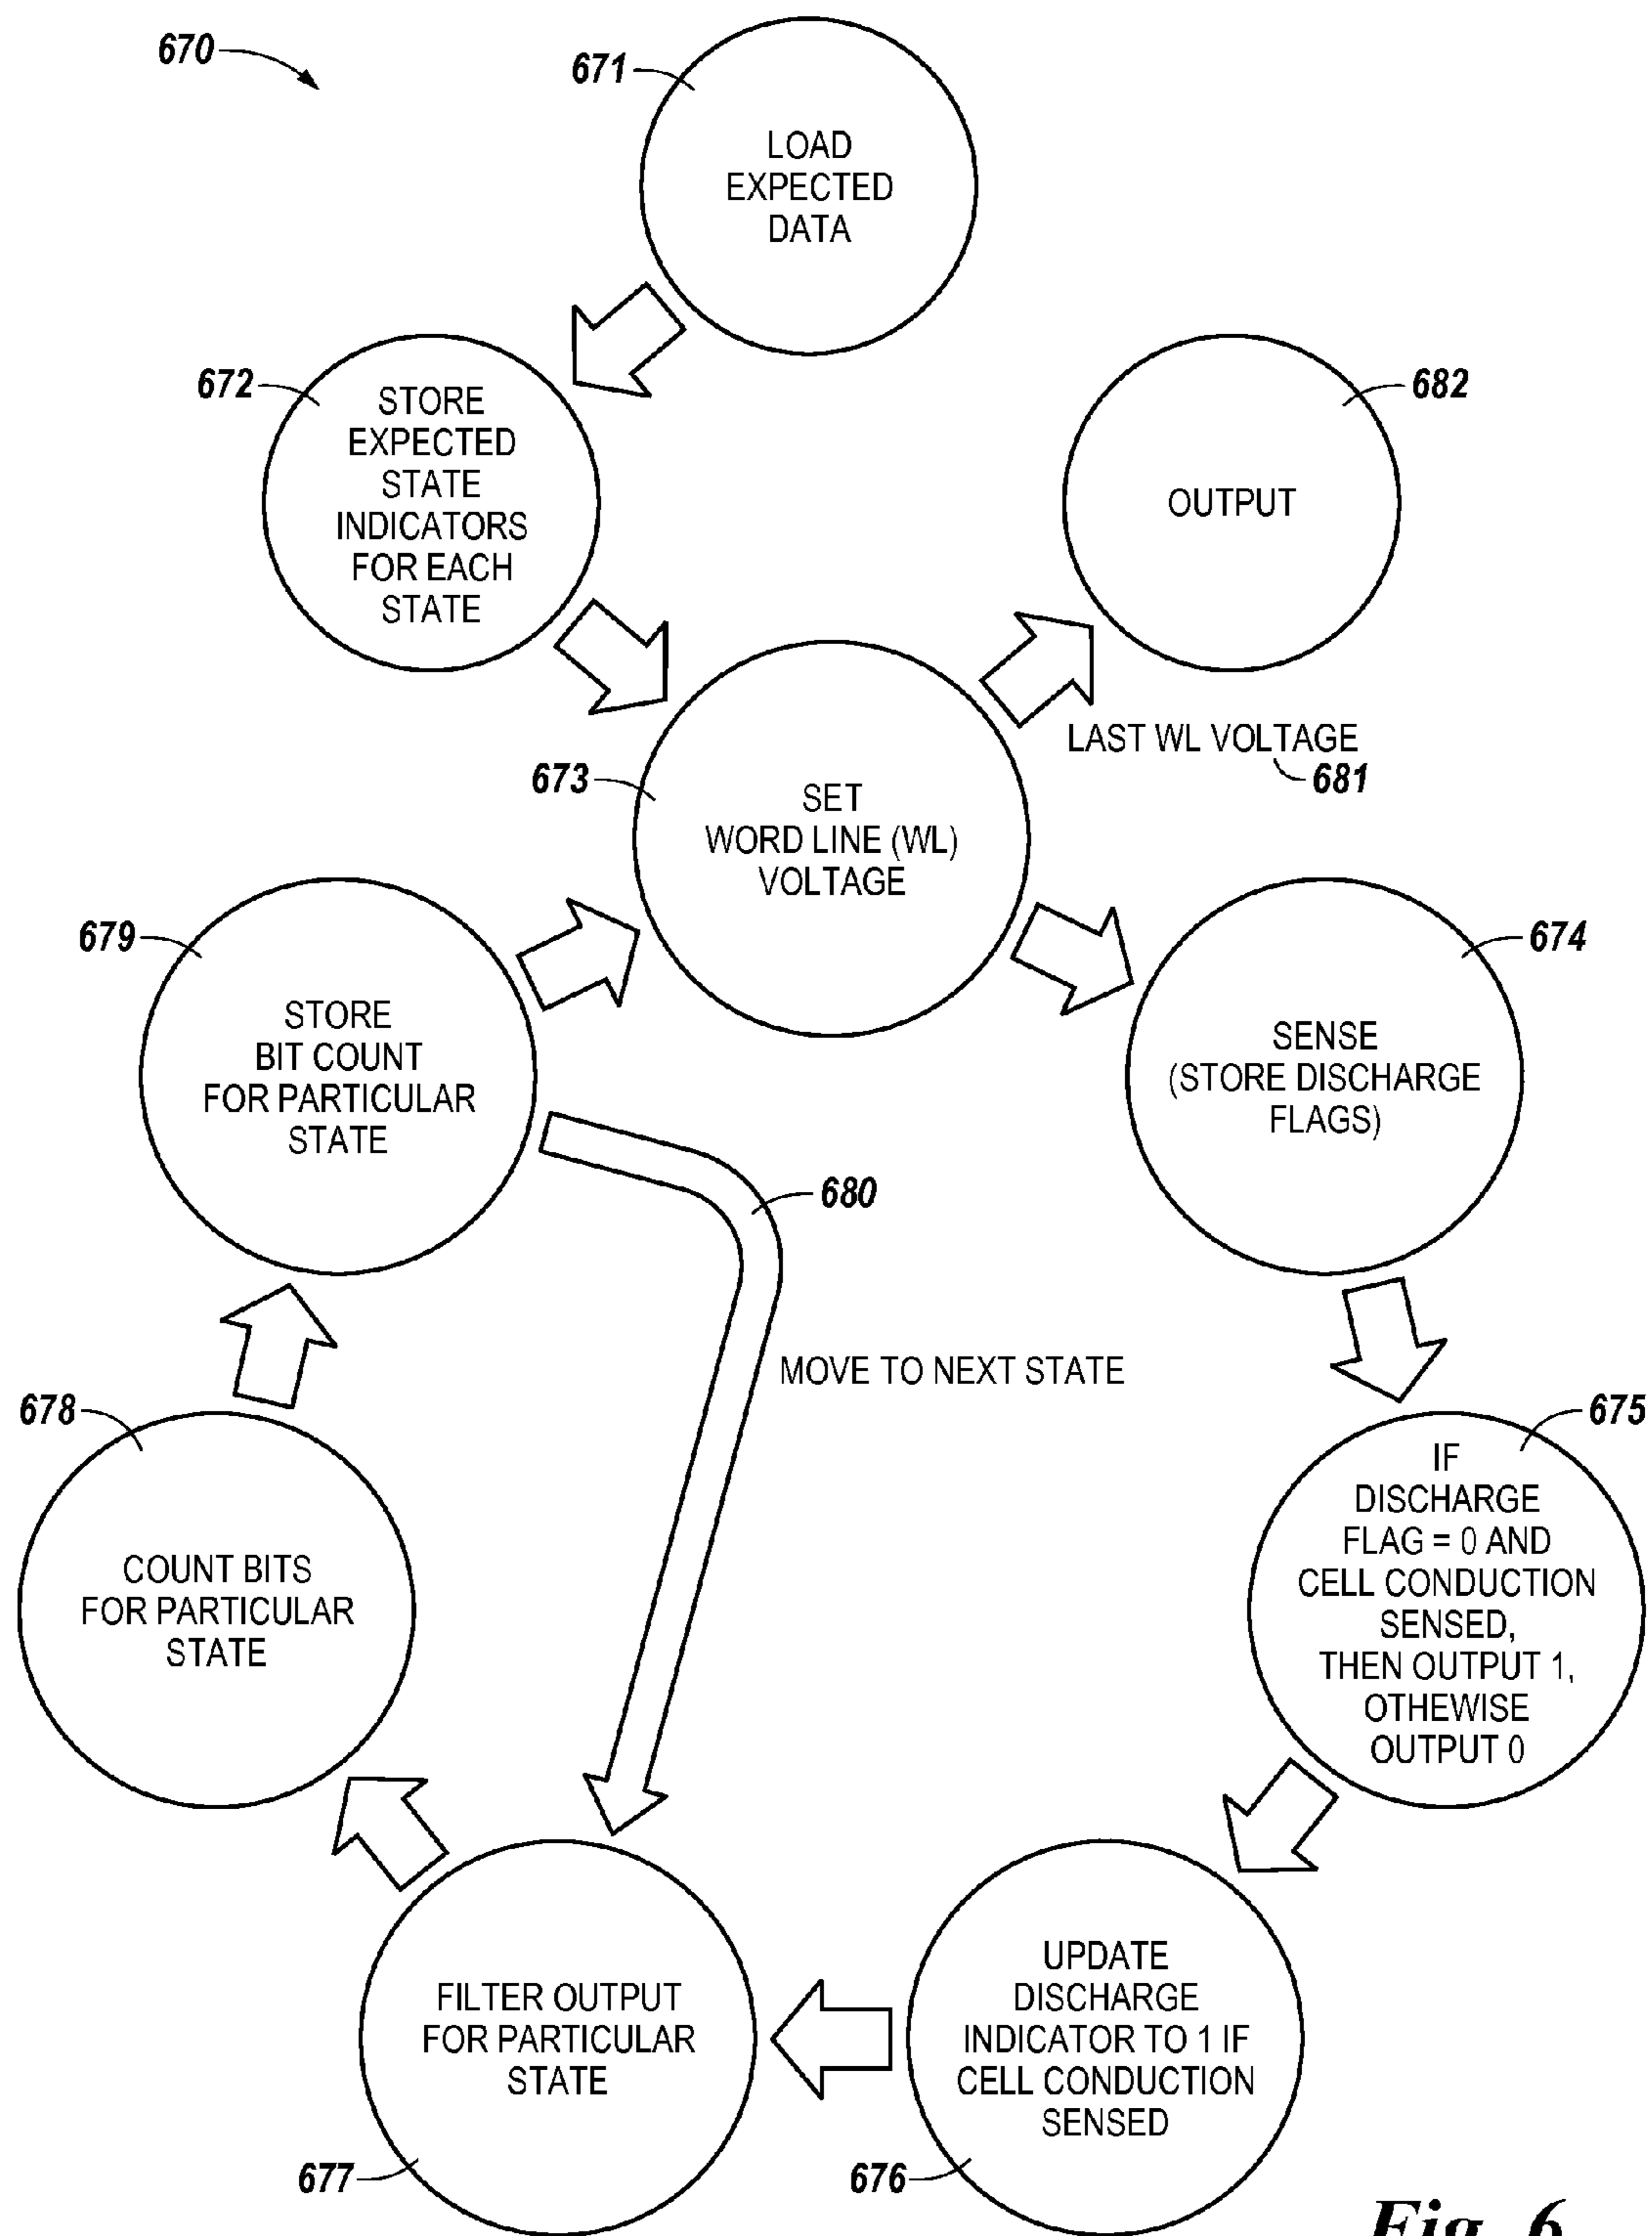 670
671
LOAD
EXPECTED
DATA
672
STORE
EXPECTED
STATE
INDICATORS
FOR EACH
STATE
682
OUTPUT
LAST WL VOLTAGE
681
673
SET
WORD LINE (WL)
VOLTAGE
679
STORE
BIT COUNT
FOR PARTICULAR
STATE
674
SENSE
(STORE DISCHARGE
FLAGS)
680
MOVE TO NEXT STATE
678
COUNT BITS
FOR PARTICULAR
STATE
675
IF
DISCHARGE
FLAG = 0 AND
CELL CONDUCTION
SENSED,
THEN OUTPUT 1,
OTHEWISE
OUTPUT 0
FILTER OUTPUT
FOR PARTICULAR
STATE
677
UPDATE
DISCHARGE
INDICATOR TO 1 IF
CELL CONDUCTION
SENSED
676
Fig. 6